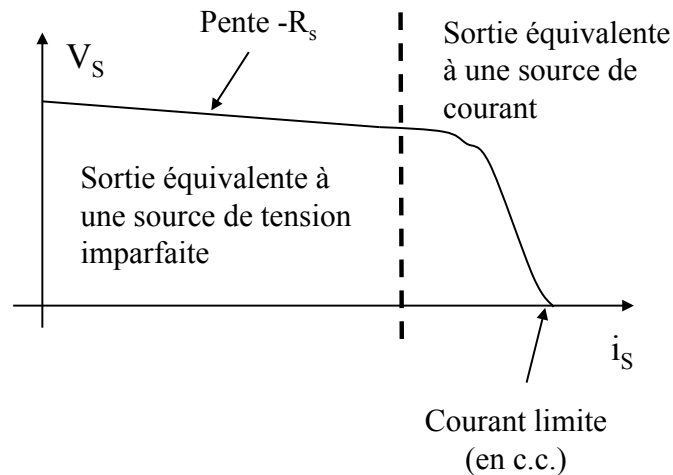 Pente -Rs
Sortie équivalente
à une source de
courant
VS
Sortie équivalente à
une source de tension
imparfaite
iS
Courant limite
(en c.c.)